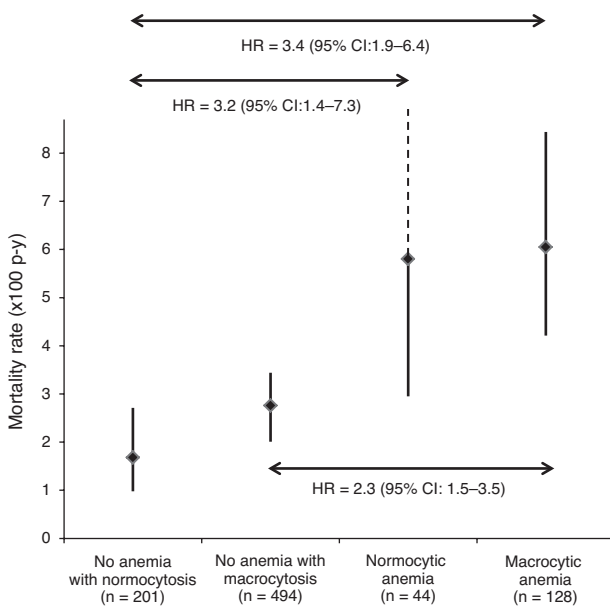 HR = 3.4 (95% CI:1.9–6.4)
HR = 3.2 (95% CI:1.4–7.3)
Mortality rate (x100 p-y)
8
7
6
5
4
3
2
1
0
HR = 2.3 (95% CI: 1.5–3.5)
No anemia
with normocytosis
(n = 201)
No anemia with
macrocytosis
(n = 494)
Normocytic
anemia
(n = 44)
Macrocytic
anemia
(n = 128)